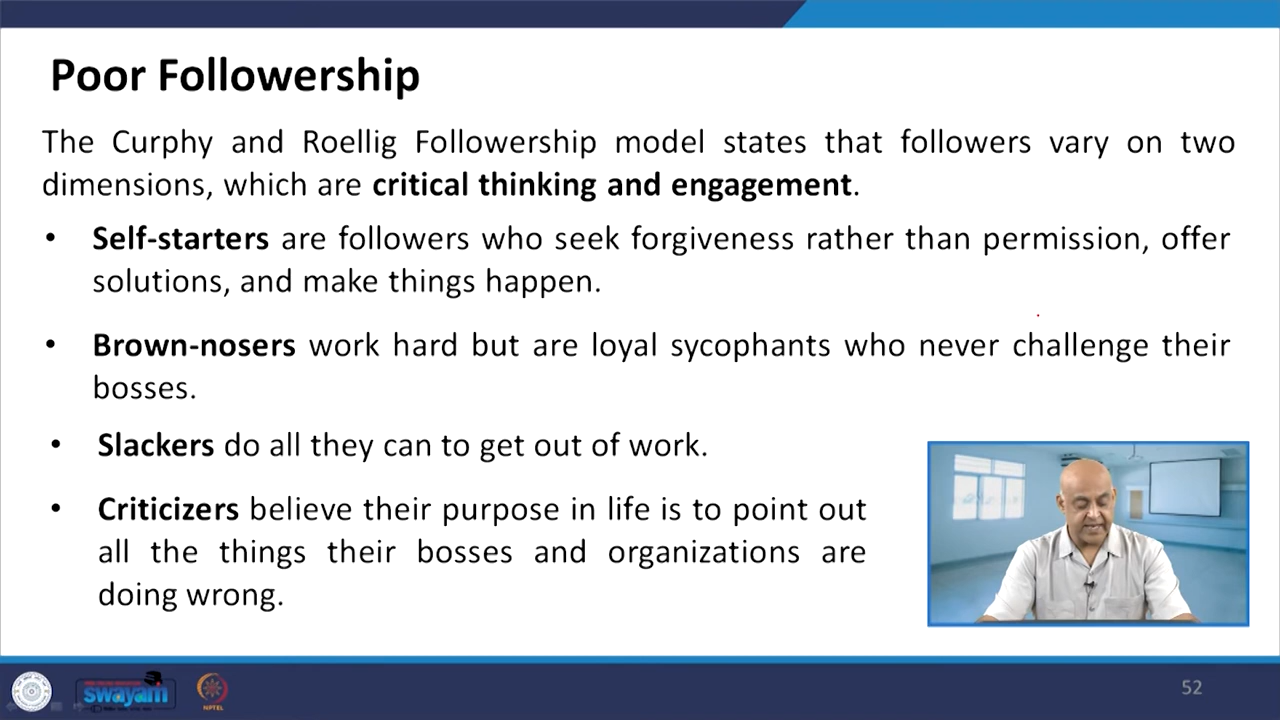 Poor Followership
The Curphy and Roellig Followership model states that followers vary on two
dimensions, which are critical thinking and engagement.
• Self-starters are followers who seek forgiveness rather than permission, offer
solutions, and make things happen.
• Brown-nosers work hard but are loyal sycophants who never challenge their
bosses.
• Slackers do all they can to get out of work.
• Criticizers believe their purpose in life is to point out
all the things their bosses and organizations are
doing wrong.
swayam
NPTEL
52